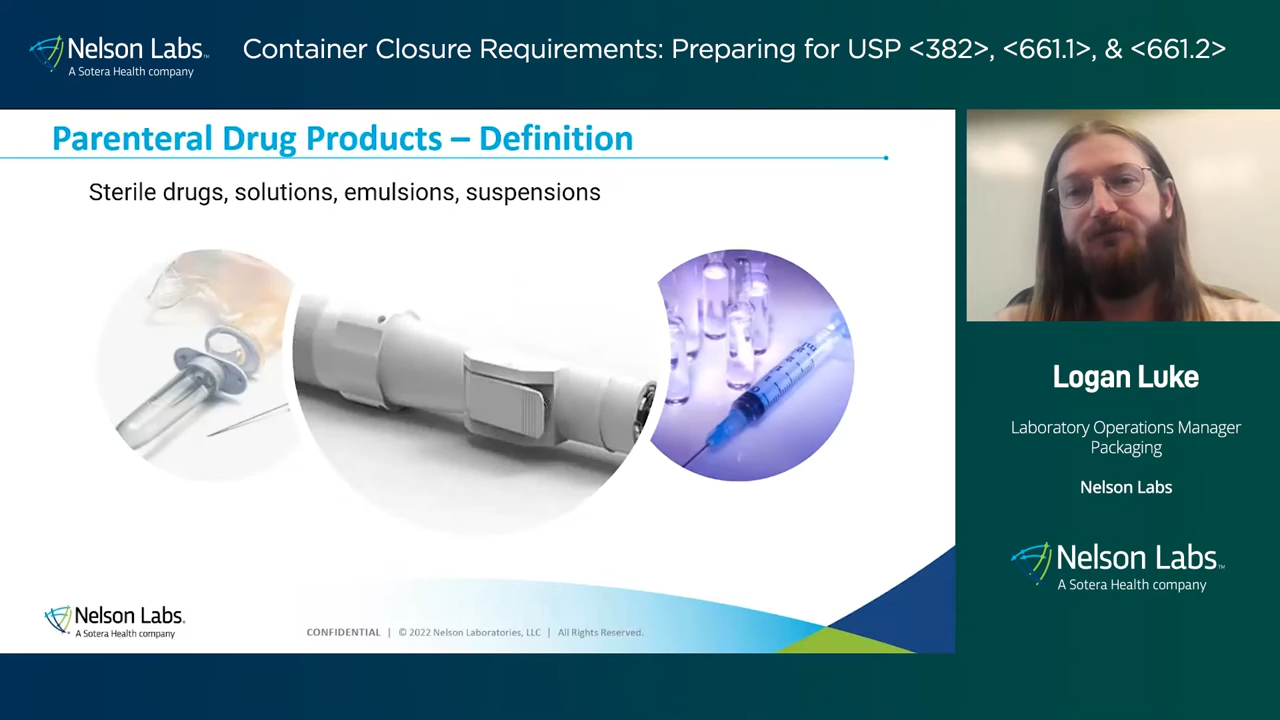 Nelson Labs™
A Sotera Health company
Container Closure Requirements: Preparing for USP <382>, <661.1>, & <661.2>
Parenteral Drug Products – Definition
Sterile drugs, solutions, emulsions, suspensions
Logan Luke
Laboratory Operations Manager
Packaging
Nelson Labs
Nelson Labs™
A Sotera Health company
Nelson Labs®
A Sotera Health company
CONFIDENTIAL | © 2022 Nelson Laboratories, LLC | All Rights Reserved.